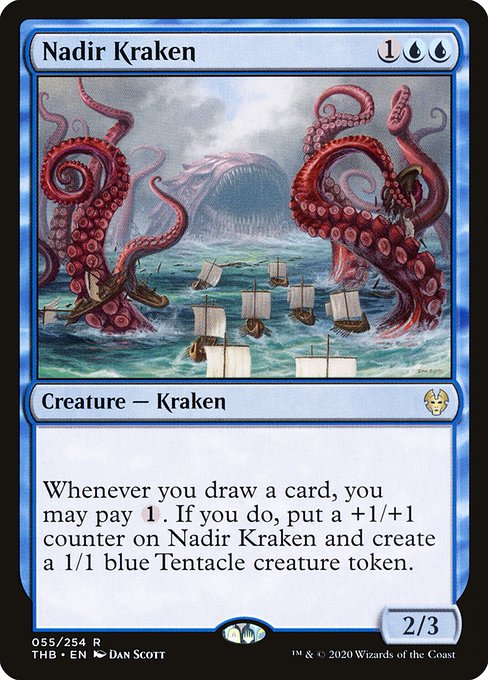 Nadir Kraken 1
Creature — Kraken
Whenever you draw a card, you
may pay 1. If you do, put a +1/+1
counter on Nadir Kraken and create
a 1/1 blue Tentacle creature token.
2/3
055/254 R
THB • EN Dan Scott
™ & © 2020 Wizards of the Coast